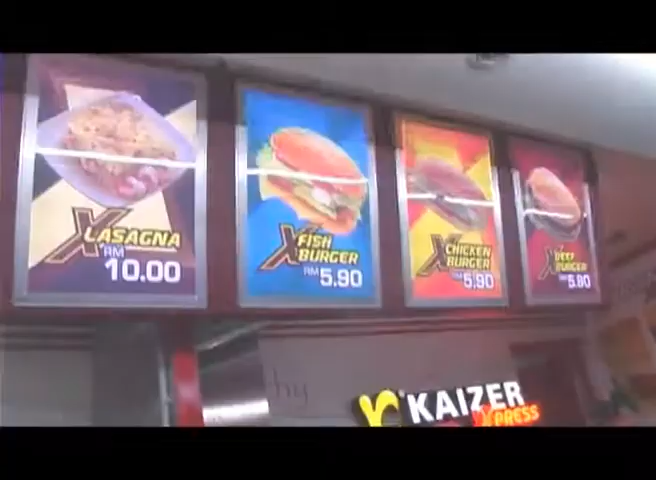 X LASAGNA
RM
10.00
X FISH
BURGER
RM 5.90
X CHICKEN
BURGER
RM 5.90
X BEEF
BURGER
RM 5.90
KAIZER
XPRESS